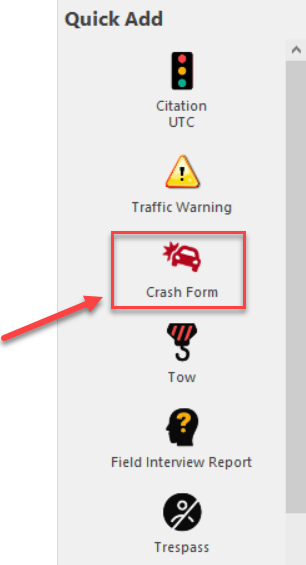 Quick Add
Citation
UTC
Traffic Warning
Crash Form
Tow
Field Interview Report
Trespass